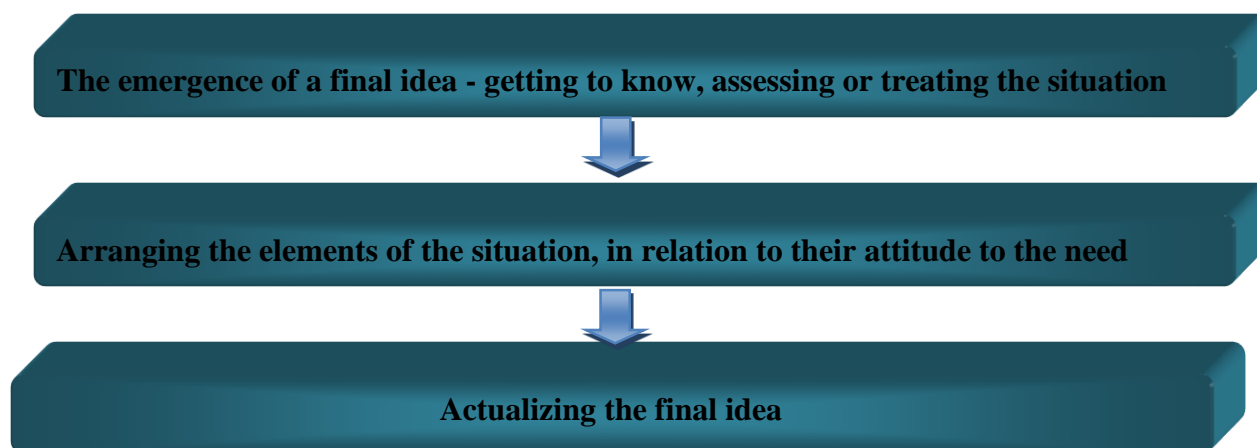 The emergence of a final idea - getting to know, assessing or treating the situation
Arranging the elements of the situation, in relation to their attitude to the need
Actualizing the final idea